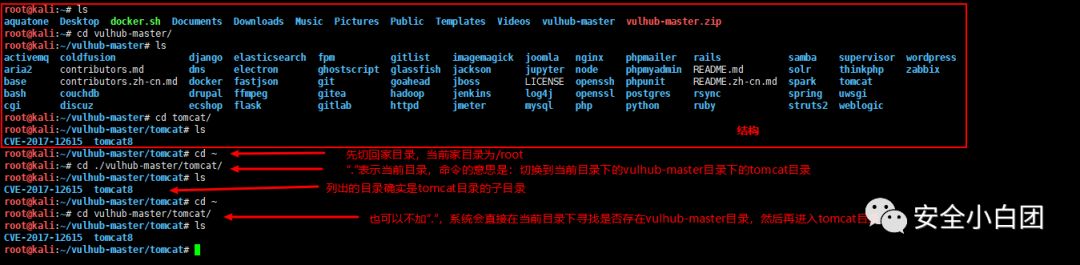 root@kali:~# ls
aquatone Desktop docker.sh Documents Downloads Music Pictures Public Templates Videos vulhub-master vulhub-master.zip
root@kali:~# cd vulhub-master/
root@kali:~/vulhub-master# ls
activemq coldfusion django elasticsearch fpm gitlist imagemagick joomla nginx phpmailer rails samba supervisor wordpress
aria2 contributors.md dns electron ghostscript glassfish jackson jupyter node phpmyadmin README.md solr thinkphp zabbix
base contributors.zh-cn.md docker fastjson git goahead jboss LICENSE openssh phpunit README.zh-cn.md spark tomcat
bash couchdb drupal ffmpeg gitea hadoop jenkins log4j openssl postgres rsync spring uwsgi
cgi discuz ecshop flask gitlab httpd jmeter mysql php python ruby struts2 weblogic
root@kali:~/vulhub-master# cd tomcat/
root@kali:~/vulhub-master/tomcat# ls
结构
CVE-2017-12615 tomcat8
root@kali:~/vulhub-master/tomcat# cd ~
先切回家目录，当前家目录为/root
root@kali:~# cd ./vulhub-master/tomcat/
"."表示当前目录，命令的意思是：切换到当前目录下的vulhub-master目录下的tomcat目录
root@kali:~/vulhub-master/tomcat# ls
CVE-2017-12615 tomcat8
列出的目录确实是tomcat目录的子目录
root@kali:~/vulhub-master/tomcat# cd ~
root@kali:~# cd vulhub-master/tomcat/
也可以不加"."，系统会直接在当前目录下寻找是否存在vulhub-master目录，然后再进入tomcat目
安全小白团
root@kali:~/vulhub-master/tomcat# ls
CVE-2017-12615 tomcat8
root@kali:~/vulhub-master/tomcat#